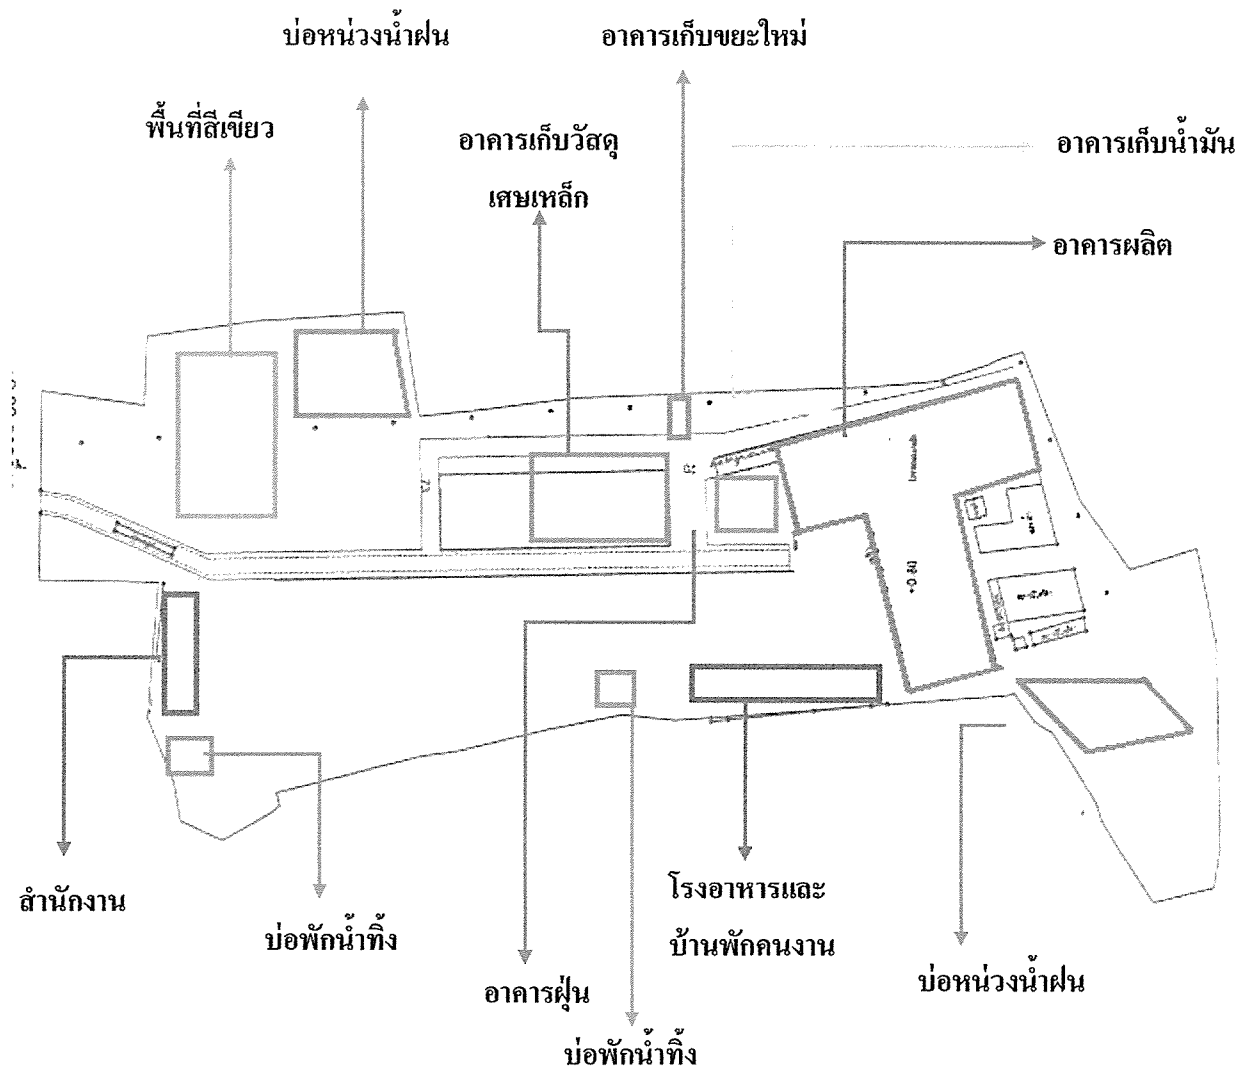 บ่อหน่วงน้ำฝน
อาคารเก็บขยะใหม่
พื้นที่สีเขียว
อาคารเก็บวัสดุ
เศษเหล็ก
อาคารเก็บน้ำมัน
อาคารผลิต
+0.80
สำนักงาน
บ่อพักน้ำทิ้ง
อาคารฝุ่น
บ่อพักน้ำทิ้ง
โรงอาหารและ
บ้านพักคนงาน
บ่อหน่วงน้ำฝน